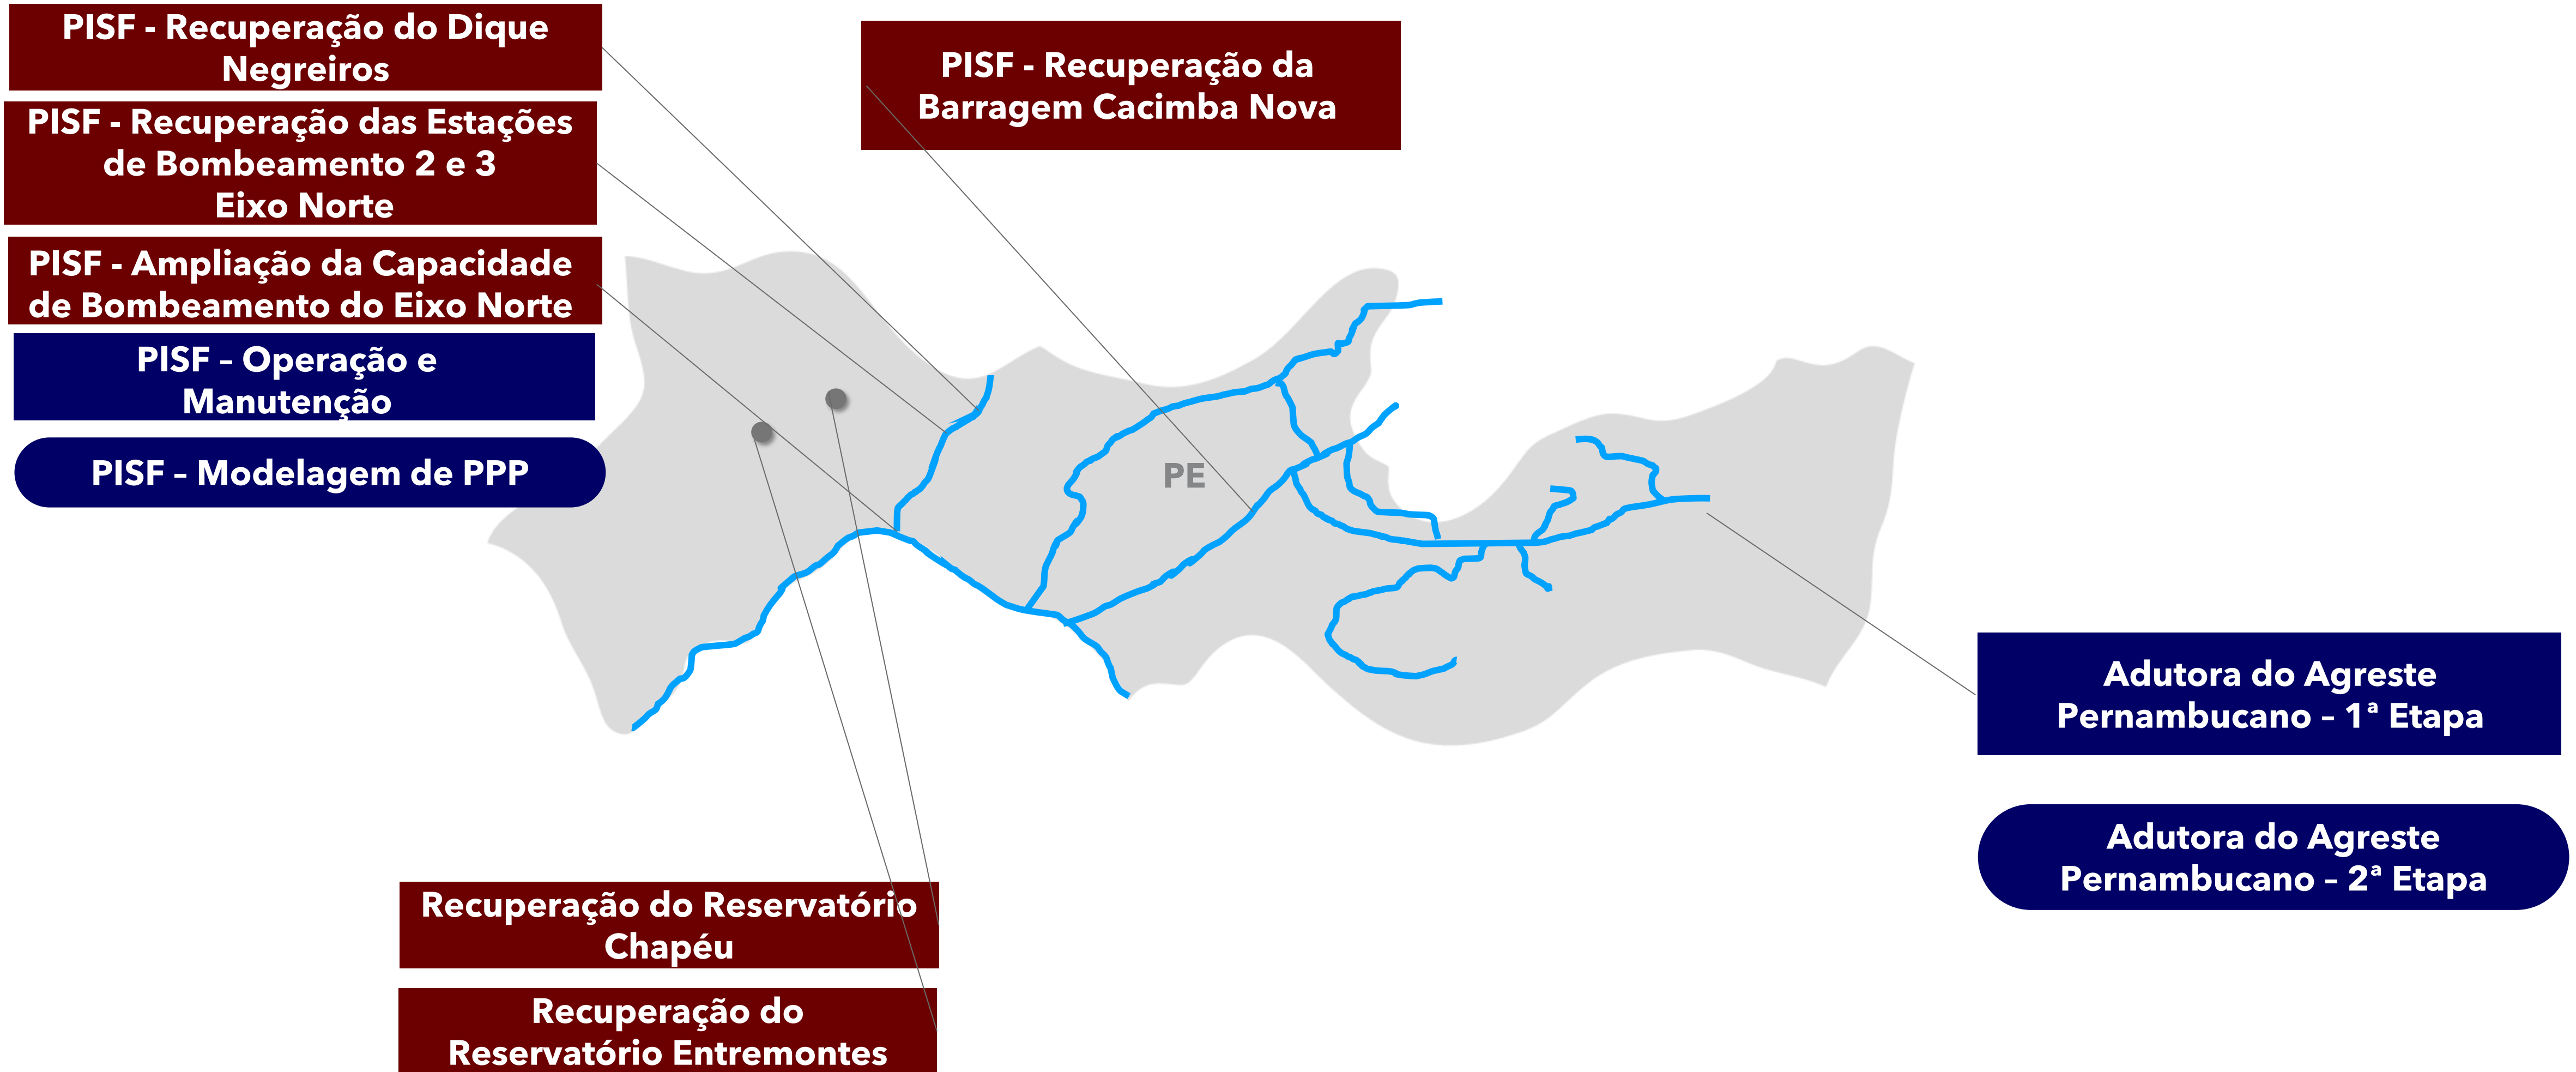 PISF - Recuperação do Dique
Negreiros
PISF - Recuperação das Estações
de Bombeamento 2 e 3
Eixo Norte
PISF - Ampliação da Capacidade
de Bombeamento do Eixo Norte
PISF – Operação e
Manutenção
PISF – Modelagem de PPP
PISF - Recuperação da
Barragem Cacimba Nova
PE
Adutora do Agreste
Pernambucano – 1ª Etapa
Adutora do Agreste
Pernambucano – 2ª Etapa
Recuperação do Reservatório
Chapéu
Recuperação do
Reservatório Entremontes